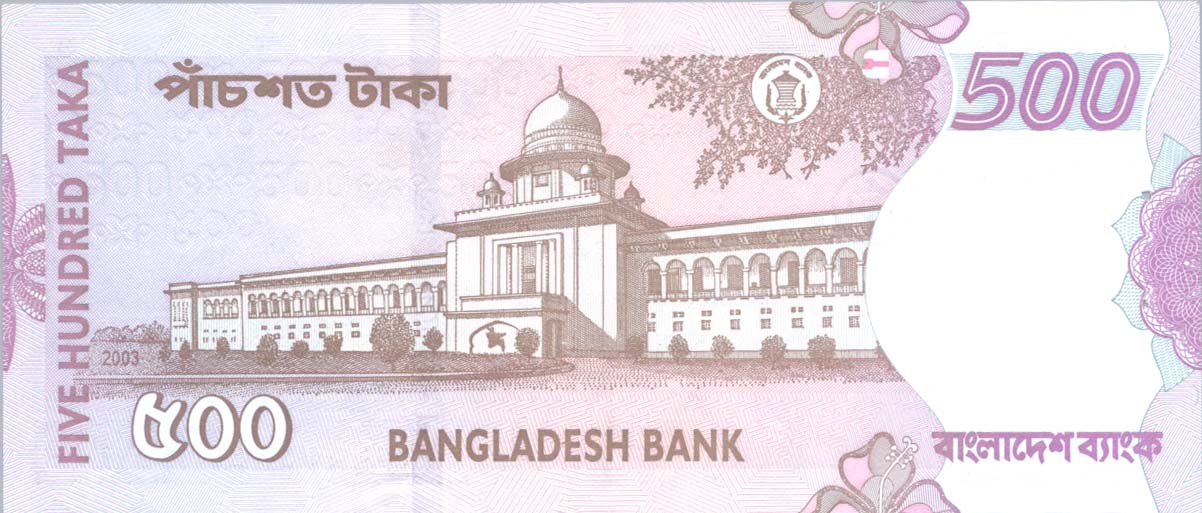 পাঁচশত টাকা
500
FIVE HUNDRED TAKA
2003
৫০০
BANGLADESH BANK
বাংলাদেশ ব্যাংক